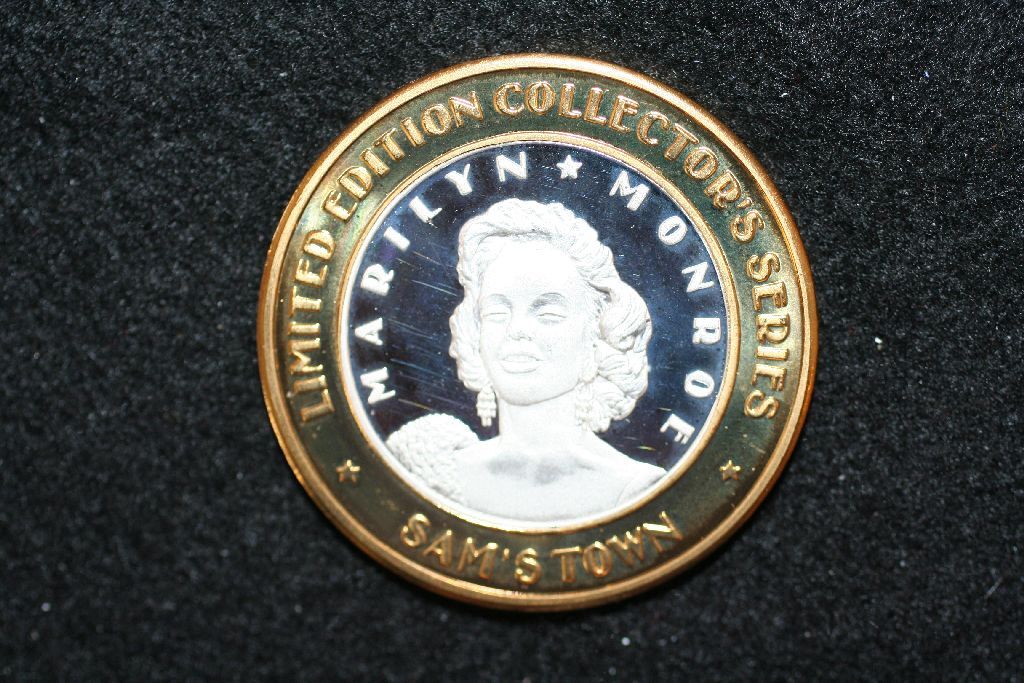 LIMITED EDITION COLLECTOR'S SERIES
MARILYN ★ MONROE
★ SAM'S TOWN ★